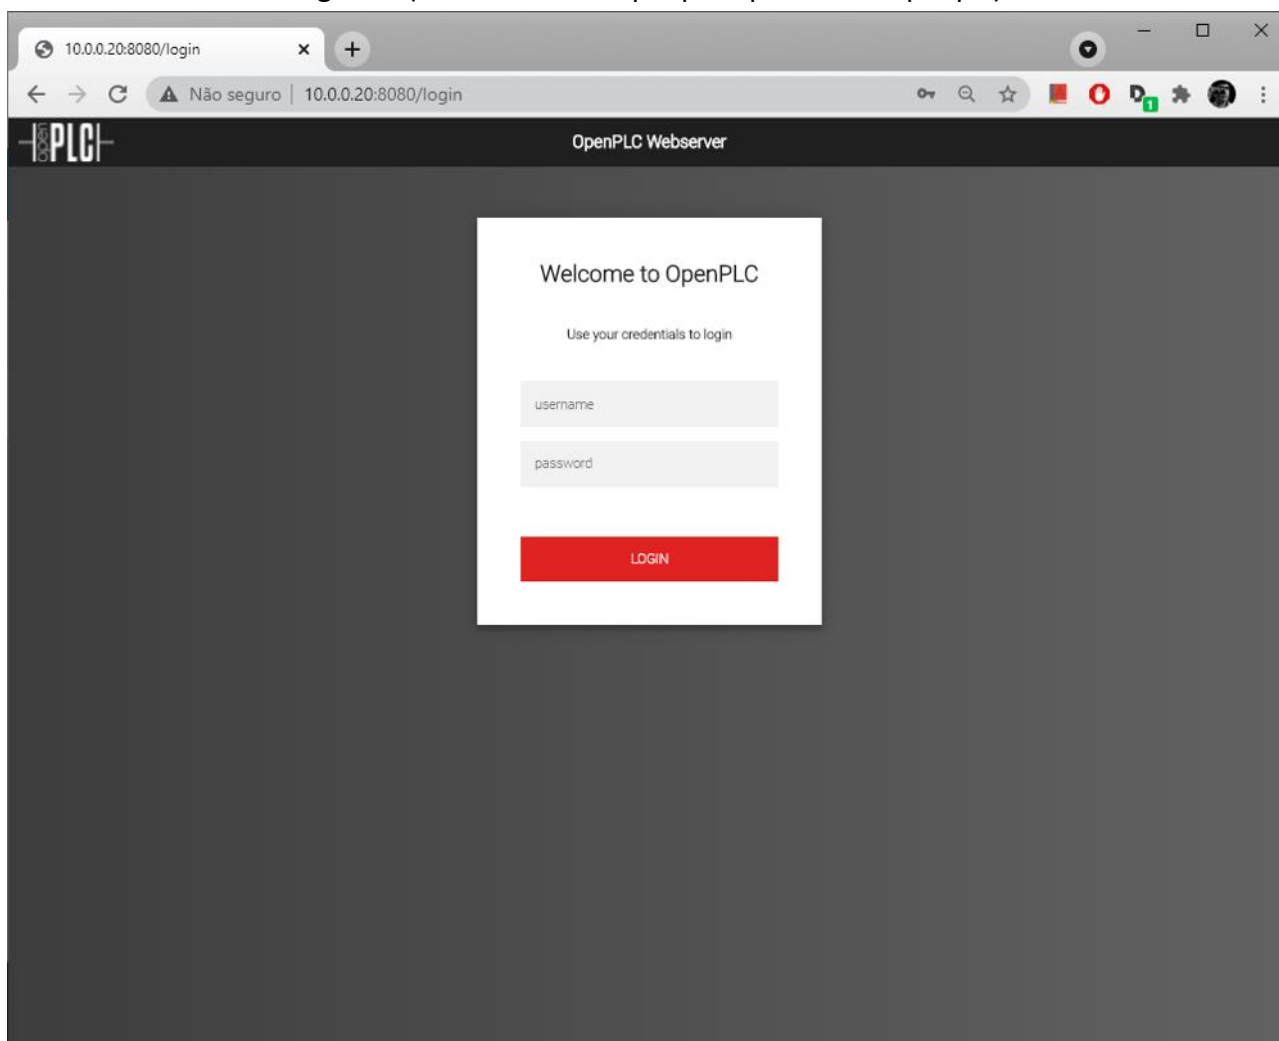 10.0.0.20:8080/login
Não seguro | 10.0.0.20:8080/login
open PLC
OpenPLC Webserver
Welcome to OpenPLC
Use your credentials to login
username
password
LOGIN